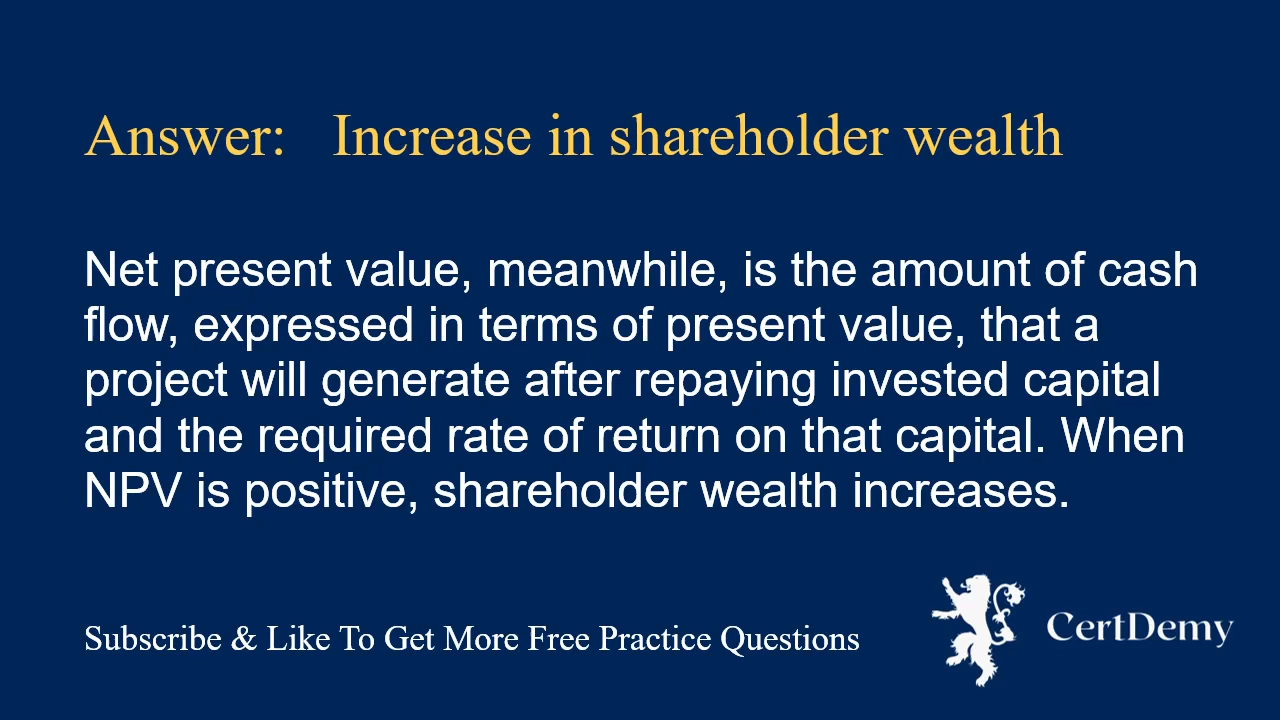 Answer: Increase in shareholder wealth
Net present value, meanwhile, is the amount of cash
flow, expressed in terms of present value, that a
project will generate after repaying invested capital
and the required rate of return on that capital. When
NPV is positive, shareholder wealth increases.
Subscribe & Like To Get More Free Practice Questions
CertDemy